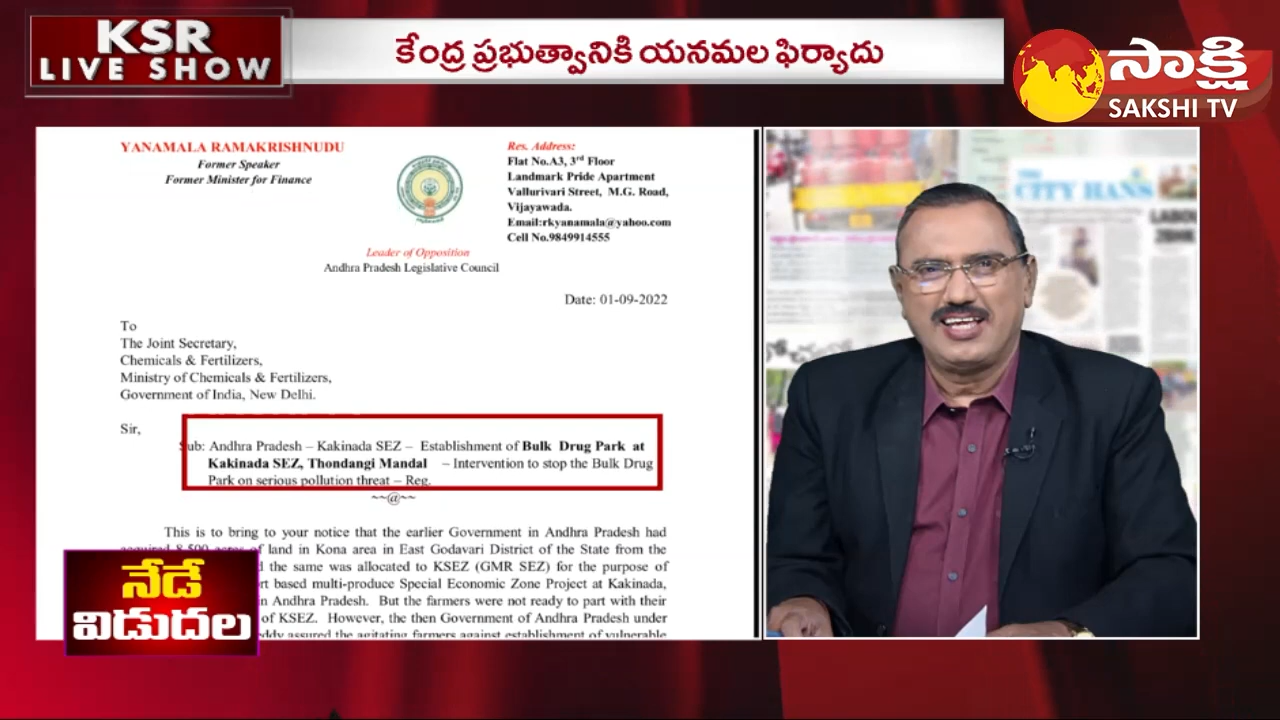 KSR
LIVE SHOW
కేంద్ర ప్రభుత్వానికి యనమల ఫిర్యాదు
సాక్షి
SAKSHI TV
YANAMALA RAMAKRISHNUDU
Former Speaker
Former Minister for Finance
Res. Address:
Flat No.A3, 3rd Floor
Landmark Pride Apartment
Vallurivari Street, M.G. Road,
Vijayawada.
Email:rkyanamala@yahoo.com
Cell No.9849914555
Leader of Opposition
Andhra Pradesh Legislative Council
Date: 01-09-2022
To
The Joint Secretary,
Chemicals & Fertilizers,
Ministry of Chemicals & Fertilizers,
Government of India, New Delhi.
Sir,
Sub: Andhra Pradesh – Kakinada SEZ – Establishment of Bulk Drug Park at
Kakinada SEZ, Thondangi Mandal – Intervention to stop the Bulk Drug
Park on serious pollution threat – Reg.
~~@~~
This is to bring to your notice that the earlier Government in Andhra Pradesh had
acquired 8,500 acres of land in Kona area in East Godavari District of the State from the
the same was allocated to KSEZ (GMR SEZ) for the purpose of
based multi-produce Special Economic Zone Project at Kakinada,
in Andhra Pradesh. But the farmers were not ready to part with their
of KSEZ. However, the then Government of Andhra Pradesh under
assured the agitating farmers against establishment of vulnerable
నేడే
విడుదల
CITY HANS